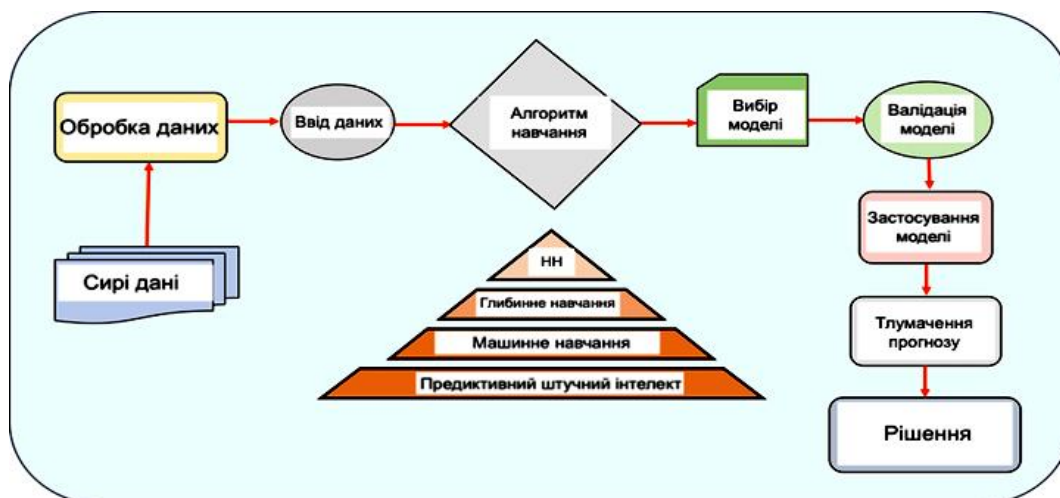 Сирі дані
Обробка даних
Ввід даних
Алгоритм
навчання
Вибір
моделі
Валідація
моделі
Застосування
моделі
Тлумачення
прогнозу
Рішення
НН
Глибинне навчання
Машинне навчання
Предиктивний штучний інтелект